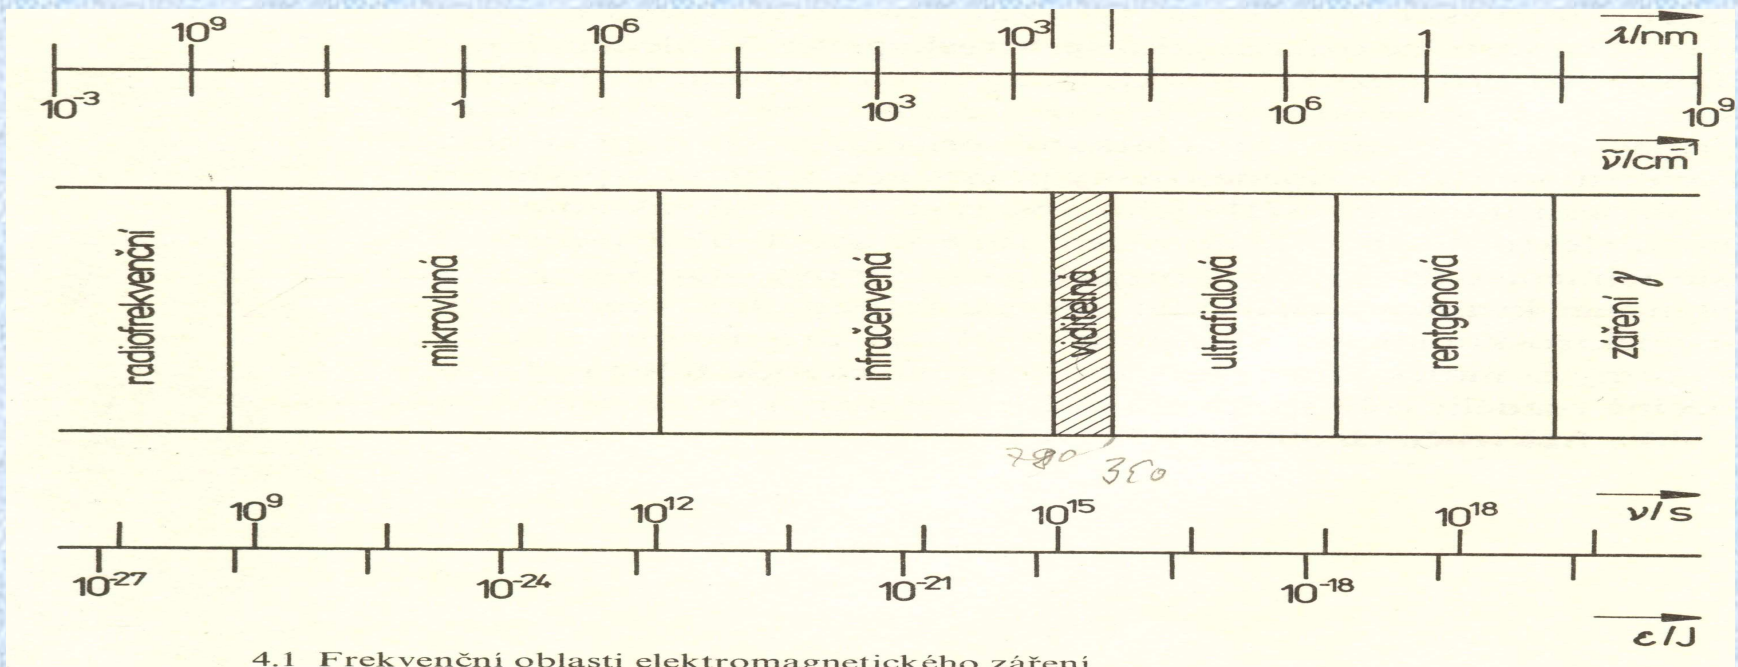 10⁹ 10⁶ 10³ 1 λ/nm
10⁻³ 1 10³ 10⁶ 10⁹
ν̃/cm⁻¹
radiofrekvenční mikrovlnná infračervená viditelná ultrafialová rentgenová záření γ
780 350
10⁹ 10¹² 10¹⁵ 10¹⁸ ν/s
10⁻²⁷ 10⁻²⁴ 10⁻²¹ 10⁻¹⁸
ε/J
4.1 Frekvenční oblasti elektromagnetického záření